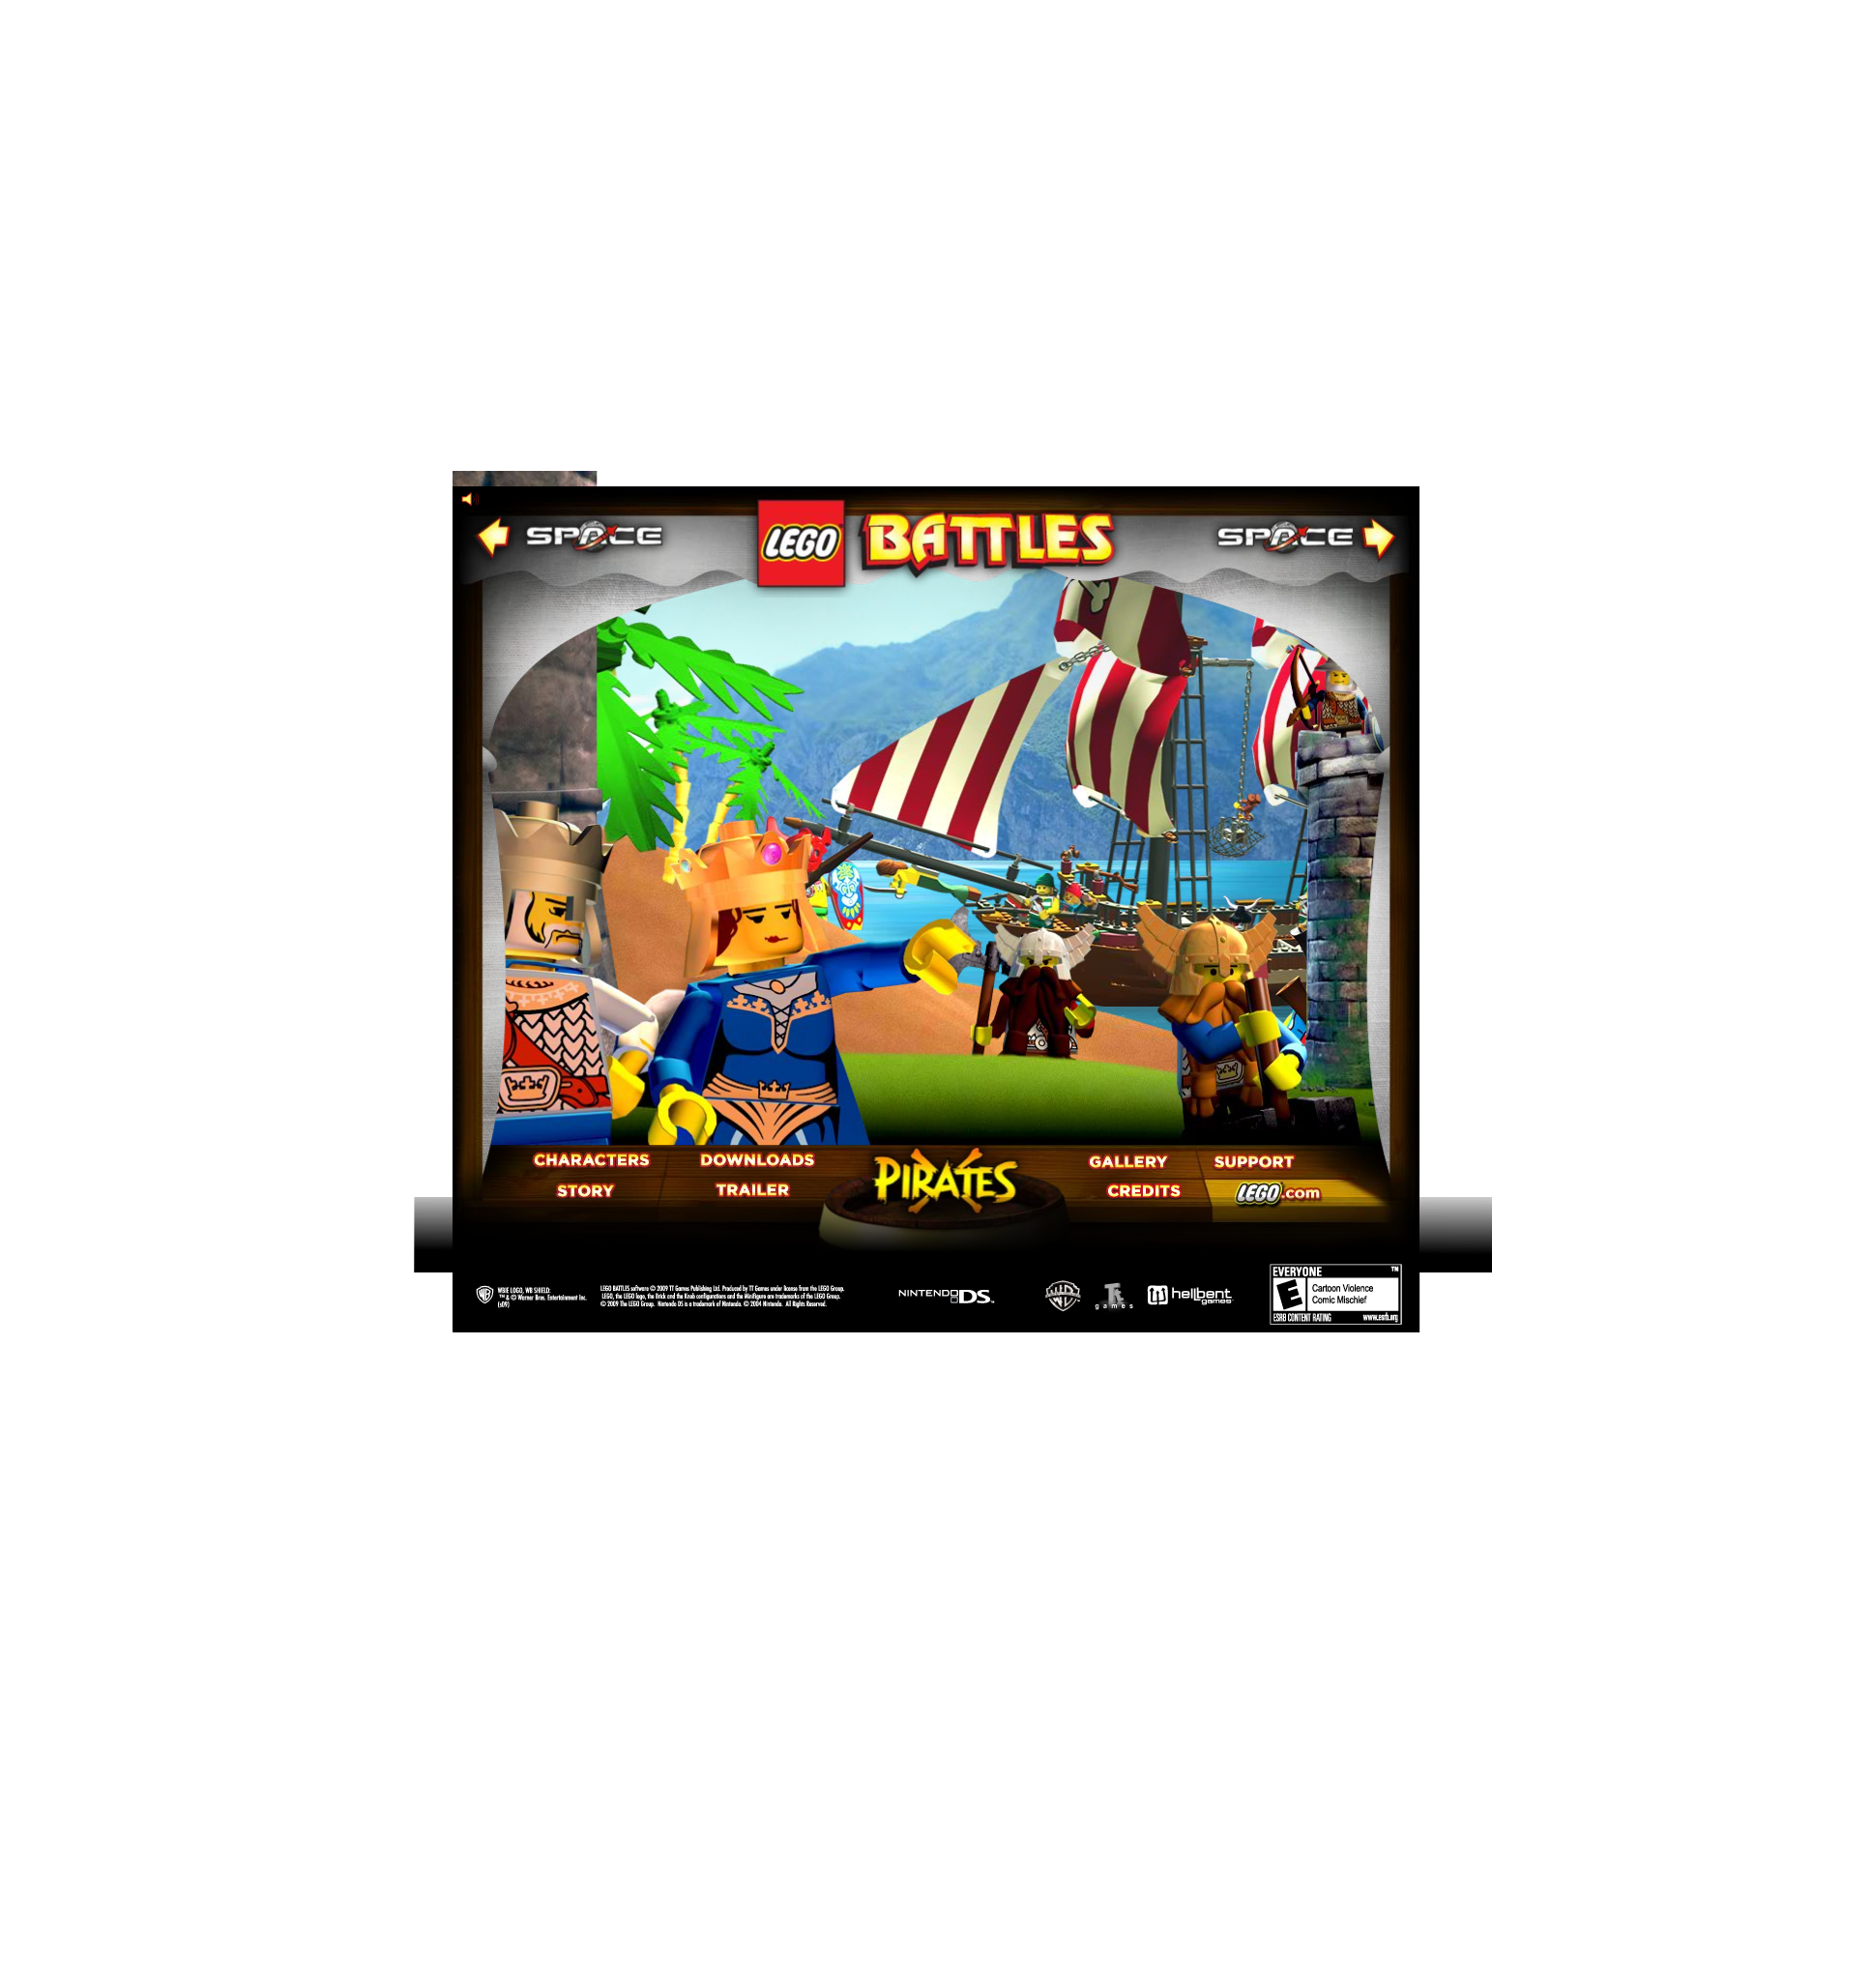 SPACE
LEGO BATTLES
SPACE
CHARACTERS
DOWNLOADS
STORY
TRAILER
PIRATES
GALLERY
SUPPORT
CREDITS
LEGO.com
WB
WBIE LOGO, WB SHIELD:
™ & © Warner Bros. Entertainment Inc.
(s09)
LEGO BATTLES software © 2009 TT Games Publishing Ltd. Produced by TT Games under license from the LEGO Group.
LEGO, the LEGO logo, the Brick and the Knob configurations and the Minifigure are trademarks of the LEGO Group.
© 2009 The LEGO Group. Nintendo DS is a trademark of Nintendo. © 2004 Nintendo. All Rights Reserved.
NINTENDO DS™
games
hellbent
games
EVERYONE ™
E
Cartoon Violence
Comic Mischief
ESRB CONTENT RATING www.esrb.org